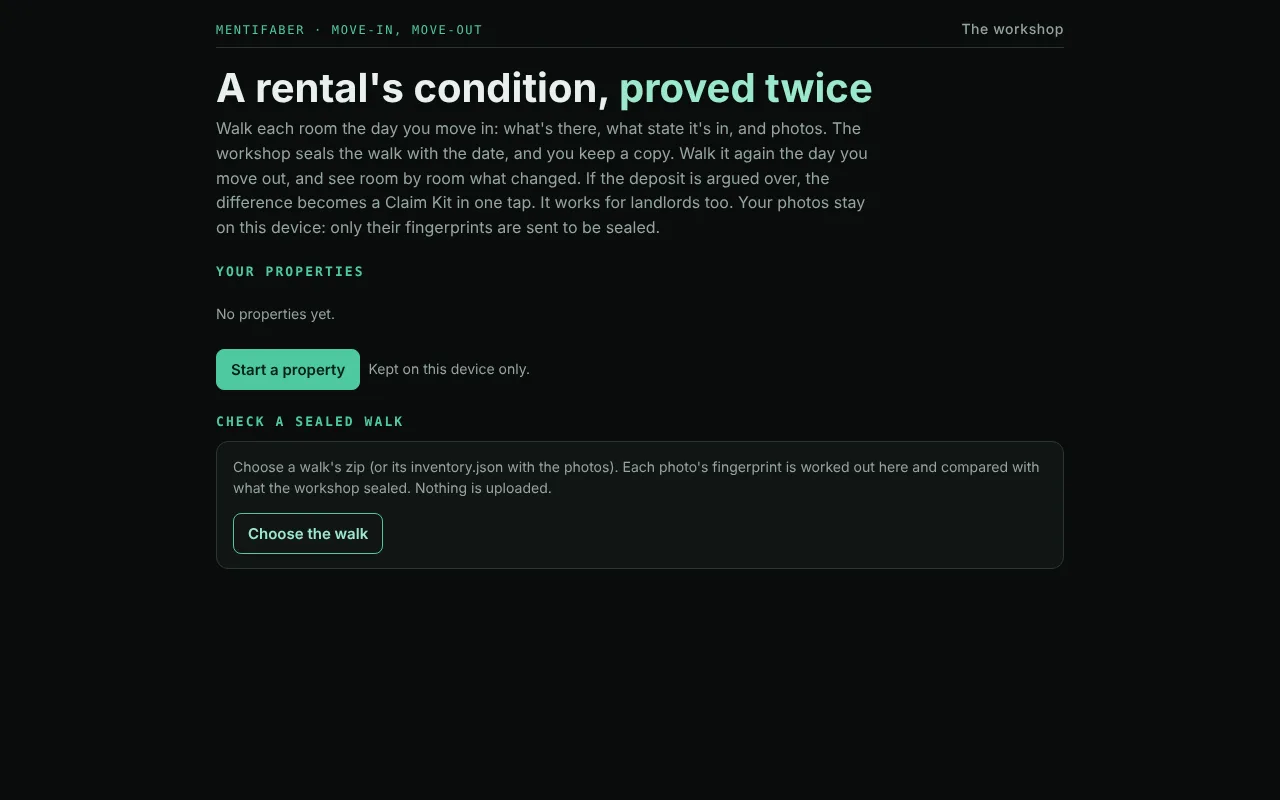 MENTIFABER · MOVE-IN, MOVE-OUT
The workshop
A rental's condition, proved twice
Walk each room the day you move in: what's there, what state it's in, and photos. The
workshop seals the walk with the date, and you keep a copy. Walk it again the day you
move out, and see room by room what changed. If the deposit is argued over, the
difference becomes a Claim Kit in one tap. It works for landlords too. Your photos stay
on this device: only their fingerprints are sent to be sealed.
YOUR PROPERTIES
No properties yet.
Start a property
Kept on this device only.
CHECK A SEALED WALK
Choose a walk's zip (or its inventory.json with the photos). Each photo's fingerprint is worked out here and compared with
what the workshop sealed. Nothing is uploaded.
Choose the walk